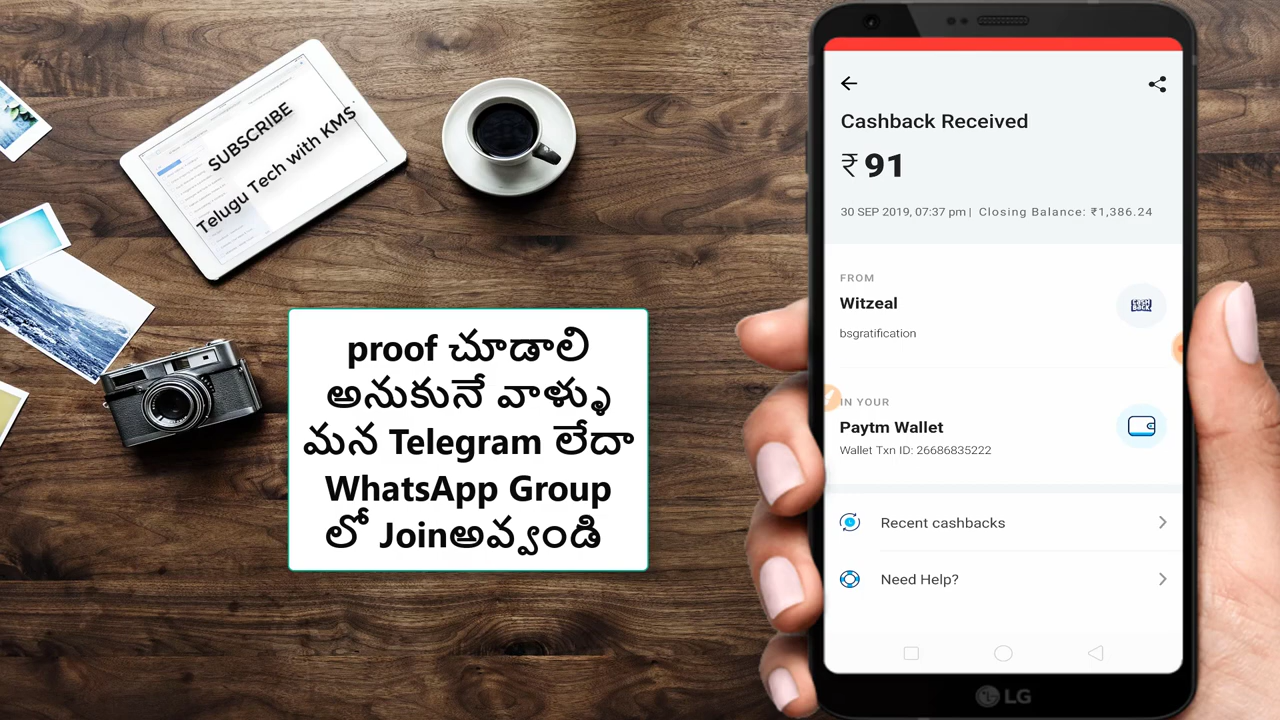 SUBSCRIBE
Telugu Tech with KMS
proof చూడాలి
అనుకునే వాళ్ళు
మన Telegram లేదా
WhatsApp Group
లో Joinఅవ్వండి
Cashback Received
₹91
30 SEP 2019, 07:37 pm | Closing Balance: ₹1,386.24
FROM
Witzeal
bsgratification
IN YOUR
Paytm Wallet
Wallet Txn ID: 26686835222
Recent cashbacks
Need Help?
LG